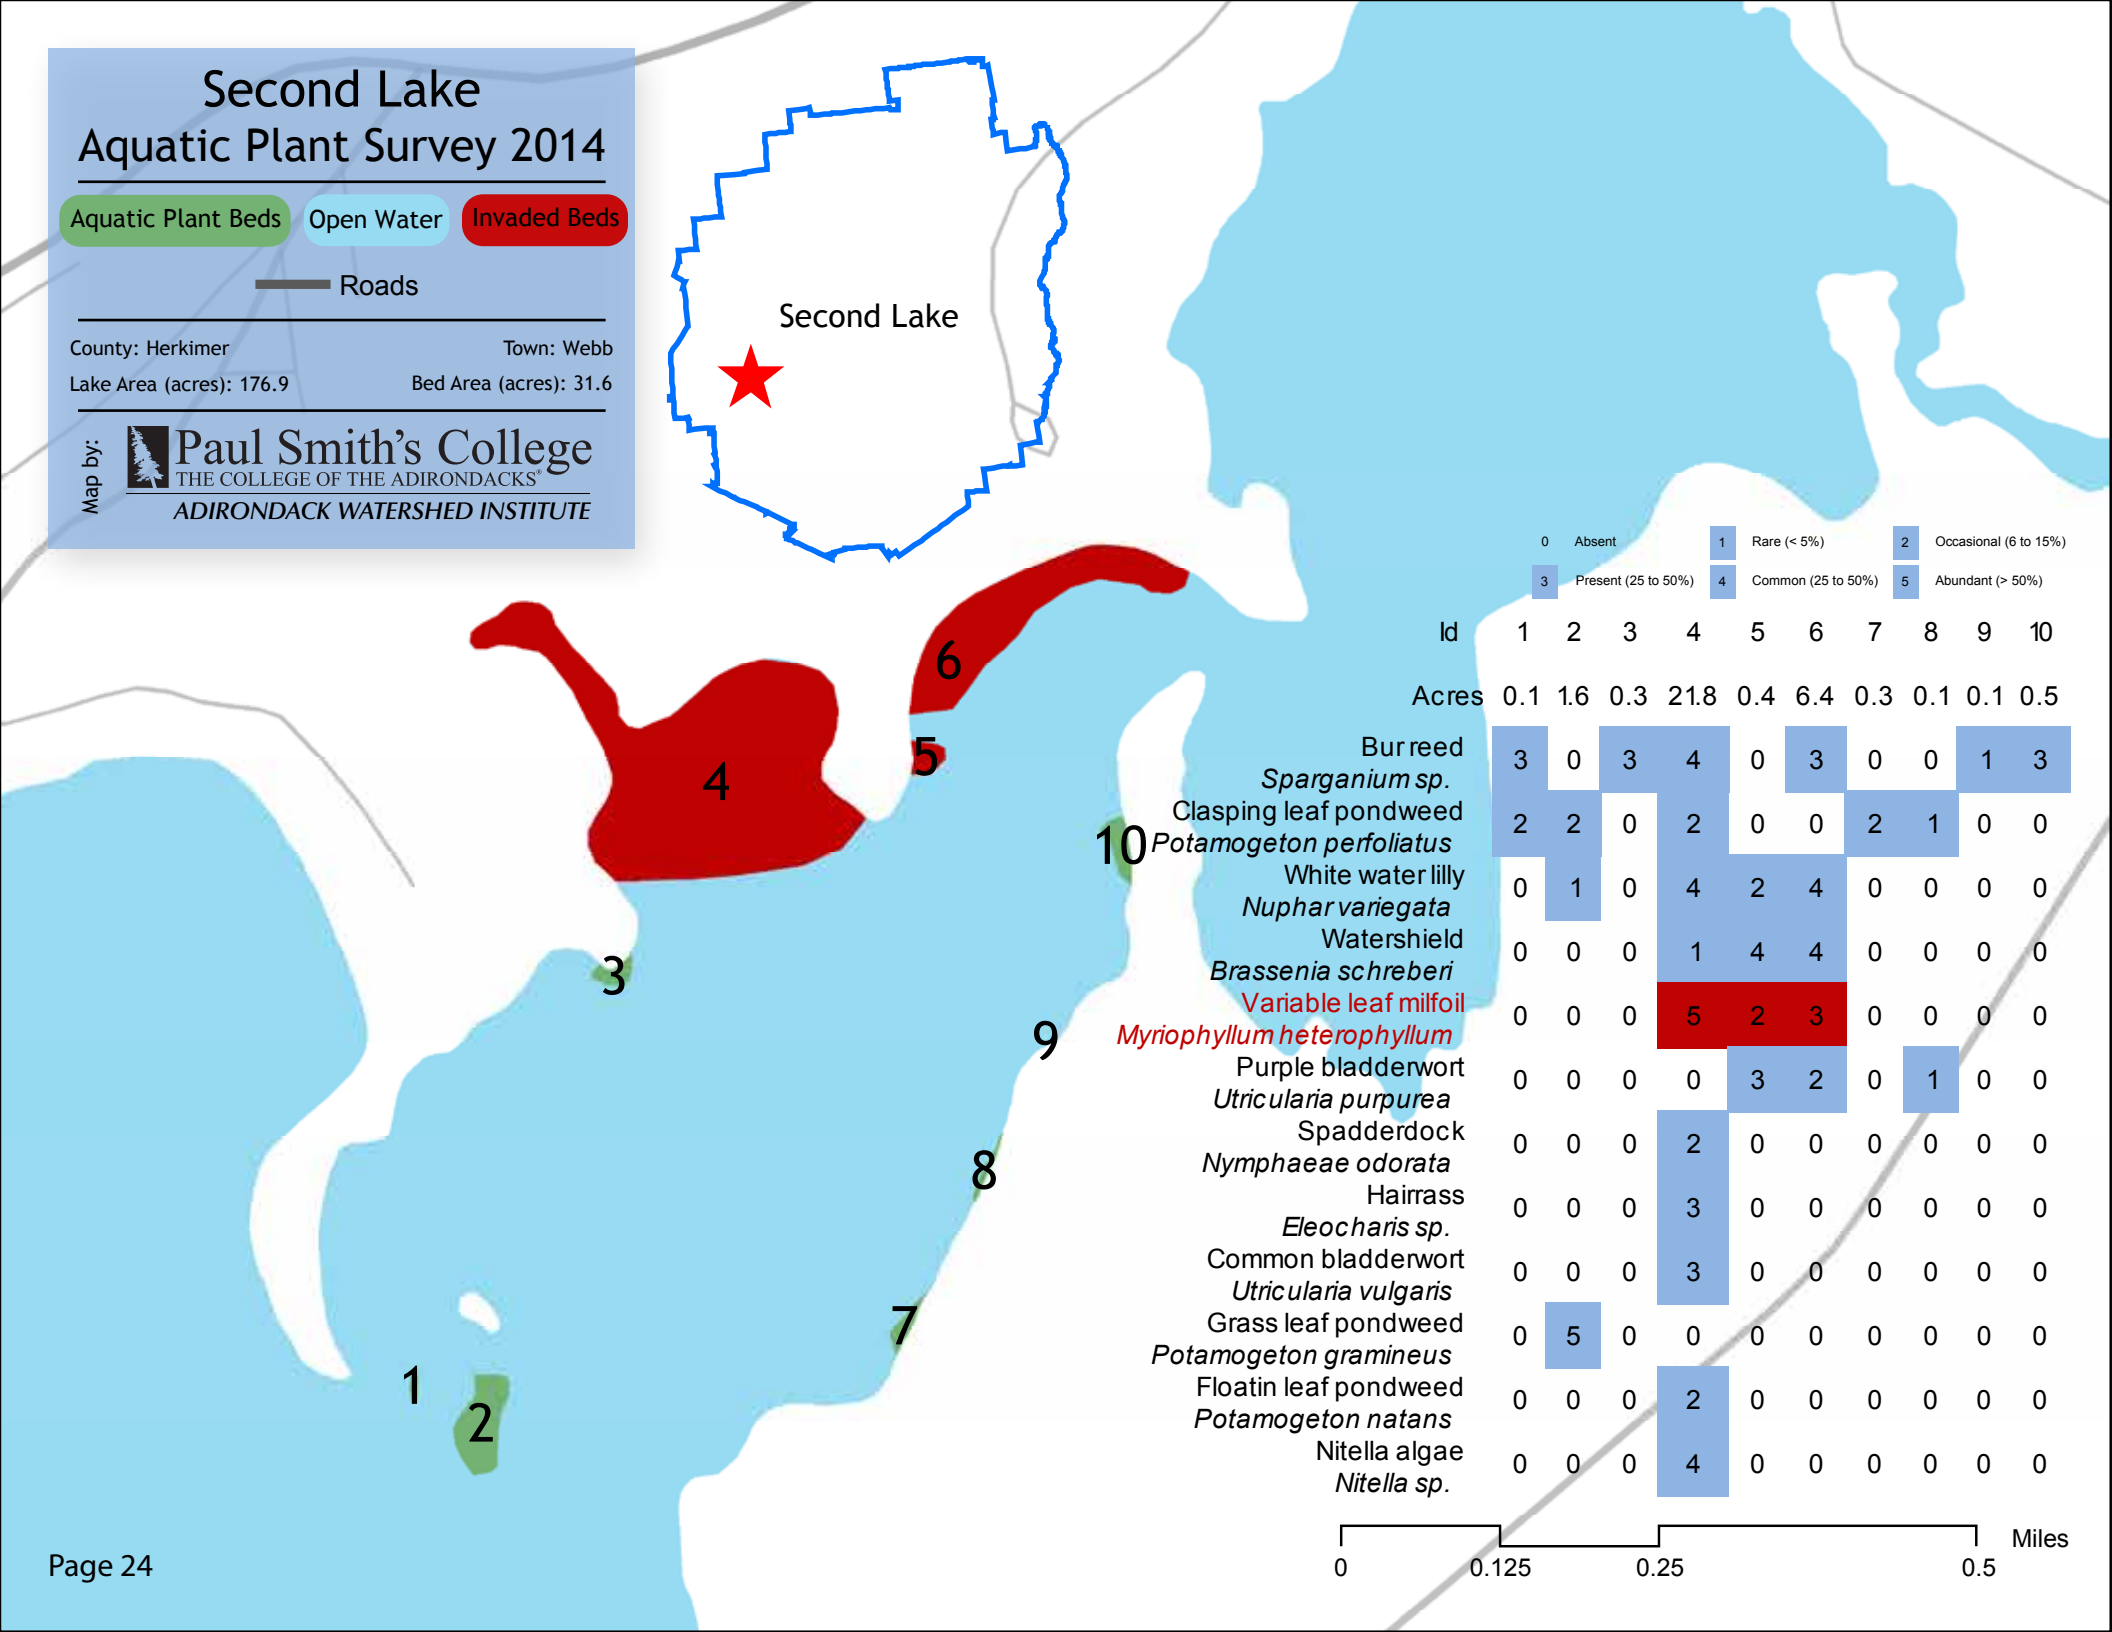 Second Lake
Aquatic Plant Survey 2014
Aquatic Plant Beds Open Water Invaded Beds
Roads
County: Herkimer Town: Webb
Lake Area (acres): 176.9 Bed Area (acres): 31.6
Map by:
Paul Smith's College
THE COLLEGE OF THE ADIRONDACKS®
ADIRONDACK WATERSHED INSTITUTE
Second Lake
6
5
4
10
3
9
8
7
1
2
0 Absent 1 Rare (< 5%) 2 Occasional (6 to 15%)
3 Present (25 to 50%) 4 Common (25 to 50%) 5 Abundant (> 50%)
Id 1 2 3 4 5 6 7 8 9 10
Acres 0.1 1.6 0.3 21.8 0.4 6.4 0.3 0.1 0.1 0.5
Bur reed 3 0 3 4 0 3 0 0 1 3
Sparganium sp.
Clasping leaf pondweed 2 2 0 2 0 0 2 1 0 0
Potamogeton perfoliatus
White water lilly 0 1 0 4 2 4 0 0 0 0
Nuphar variegata
Watershield 0 0 0 1 4 4 0 0 0 0
Brassenia schreberi
Variable leaf milfoil 0 0 0 5 2 3 0 0 0 0
Myriophyllum heterophyllum
Purple bladderwort 0 0 0 0 3 2 0 1 0 0
Utricularia purpurea
Spadderdock 0 0 0 2 0 0 0 0 0 0
Nymphaeae odorata
Hairrass 0 0 0 3 0 0 0 0 0 0
Eleocharis sp.
Common bladderwort 0 0 0 3 0 0 0 0 0 0
Utricularia vulgaris
Grass leaf pondweed 0 5 0 0 0 0 0 0 0 0
Potamogeton gramineus
Floatin leaf pondweed 0 0 0 2 0 0 0 0 0 0
Potamogeton natans
Nitella algae 0 0 0 4 0 0 0 0 0 0
Nitella sp.
Miles
0 0.125 0.25 0.5
Page 24